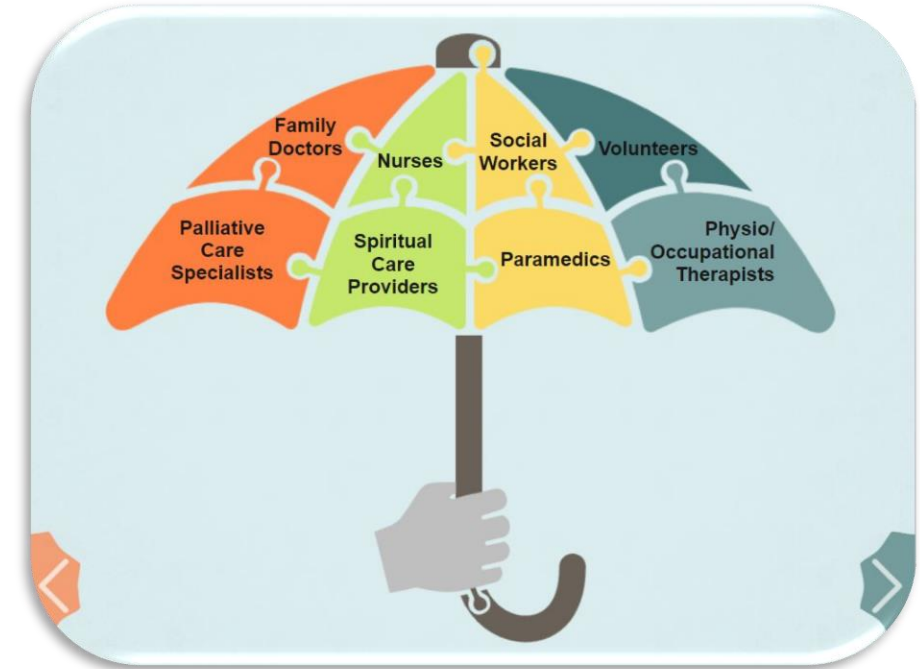 Family
Doctors
Nurses
Social
Workers
Volunteers
Palliative
Care
Specialists
Spiritual
Care
Providers
Paramedics
Physio/
Occupational
Therapists